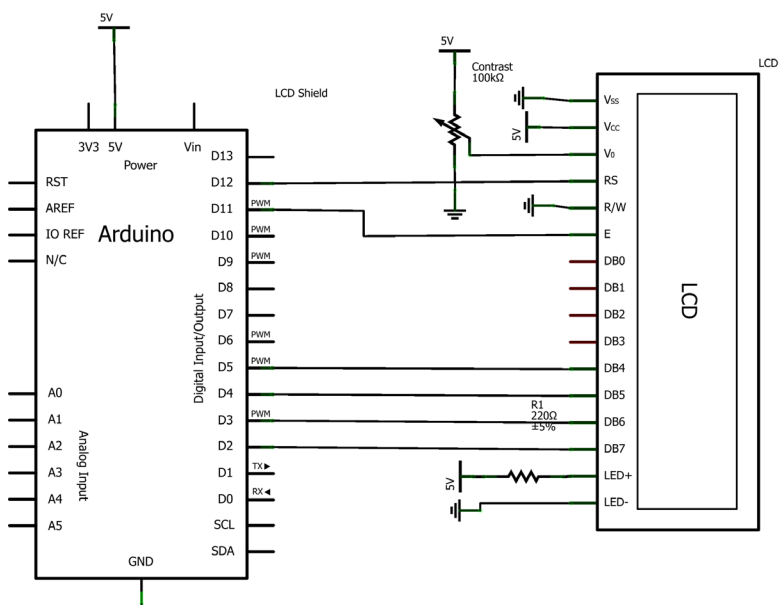 5V
LCD Shield
3V3
5V
Vin
Power
Arduino
RST
AREF
IO REF
N/C
A0
A1
A2
A3
A4
A5
Analog Input
GND
Digital Input/Output
D13
D12
D11
PWM
D10
PWM
D9
PWM
D8
D7
D6
PWM
D5
PWM
D4
D3
PWM
D2
D1
TX▶
D0
RX◀
SCL
SDA
5V
Contrast
100kΩ
5V
R1
220Ω
±5%
5V
LCD
Vss
Vcc
V0
RS
R/W
E
DB0
DB1
DB2
DB3
DB4
DB5
DB6
DB7
LED+
LED-
LCD